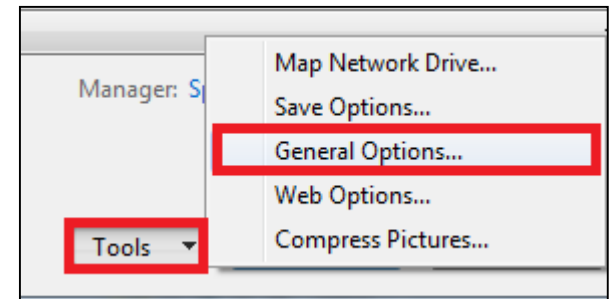 Map Network Drive...
Manager:
Save Options...
General Options...
Web Options...
Tools
Compress Pictures...